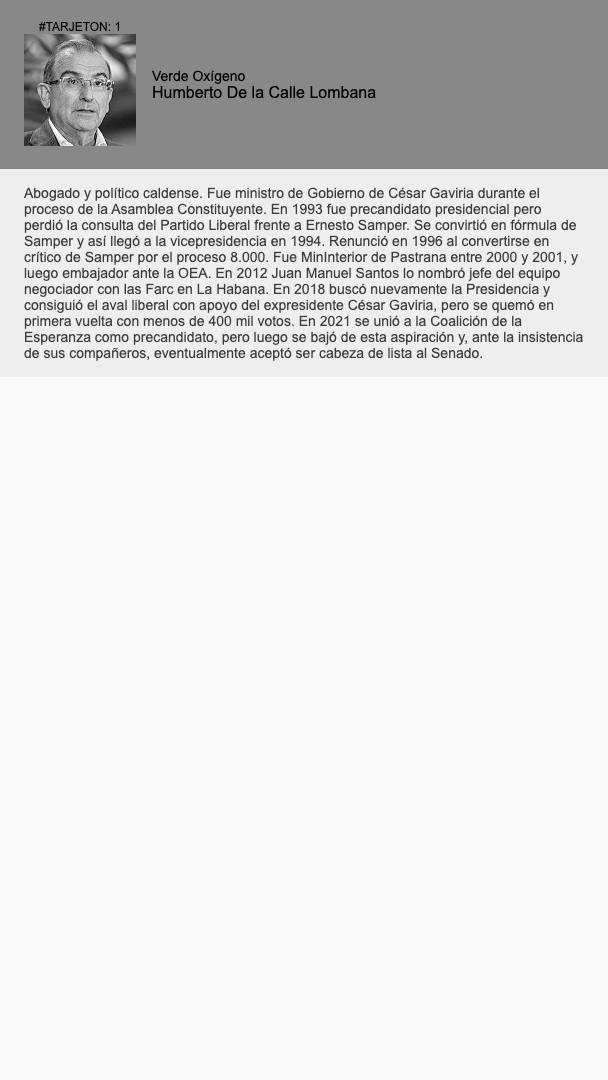 #TARJETON: 1
Verde Oxígeno
Humberto De la Calle Lombana
Abogado y político caldense. Fue ministro de Gobierno de César Gaviria durante el
proceso de la Asamblea Constituyente. En 1993 fue precandidato presidencial pero
perdió la consulta del Partido Liberal frente a Ernesto Samper. Se convirtió en fórmula de
Samper y así llegó a la vicepresidencia en 1994. Renunció en 1996 al convertirse en
crítico de Samper por el proceso 8.000. Fue MinInterior de Pastrana entre 2000 y 2001, y
luego embajador ante la OEA. En 2012 Juan Manuel Santos lo nombró jefe del equipo
negociador con las Farc en La Habana. En 2018 buscó nuevamente la Presidencia y
consiguió el aval liberal con apoyo del expresidente César Gaviria, pero se quemó en
primera vuelta con menos de 400 mil votos. En 2021 se unió a la Coalición de la
Esperanza como precandidato, pero luego se bajó de esta aspiración y, ante la insistencia
de sus compañeros, eventualmente aceptó ser cabeza de lista al Senado.